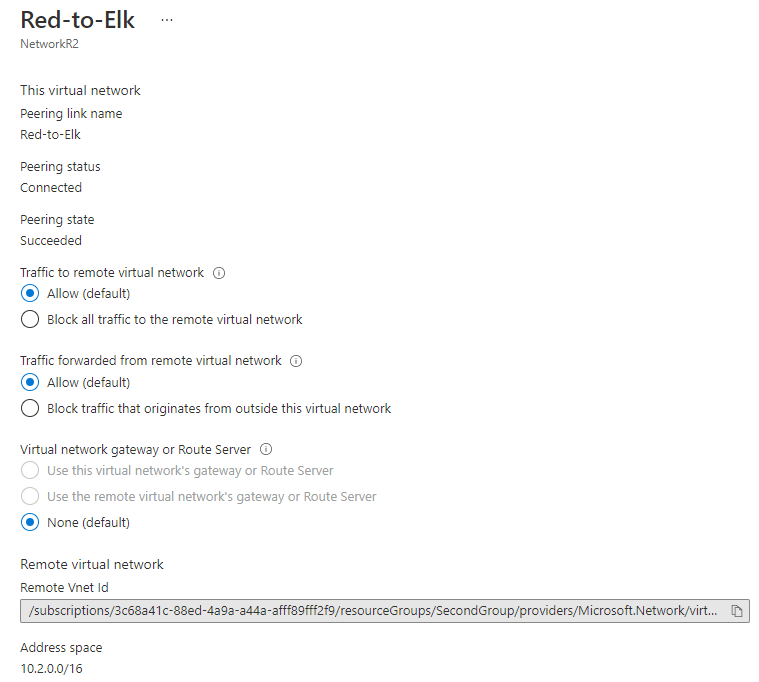 Red-to-Elk ...
NetworkR2
This virtual network
Peering link name
Red-to-Elk
Peering status
Connected
Peering state
Succeeded
Traffic to remote virtual network
Allow (default)
Block all traffic to the remote virtual network
Traffic forwarded from remote virtual network
Allow (default)
Block traffic that originates from outside this virtual network
Virtual network gateway or Route Server
Use this virtual network's gateway or Route Server
Use the remote virtual network's gateway or Route Server
None (default)
Remote virtual network
Remote Vnet Id
/subscriptions/3c68a41c-88ed-4a9a-a44a-afff89fff2f9/resourceGroups/SecondGroup/providers/Microsoft.Network/virt...
Address space
10.2.0.0/16